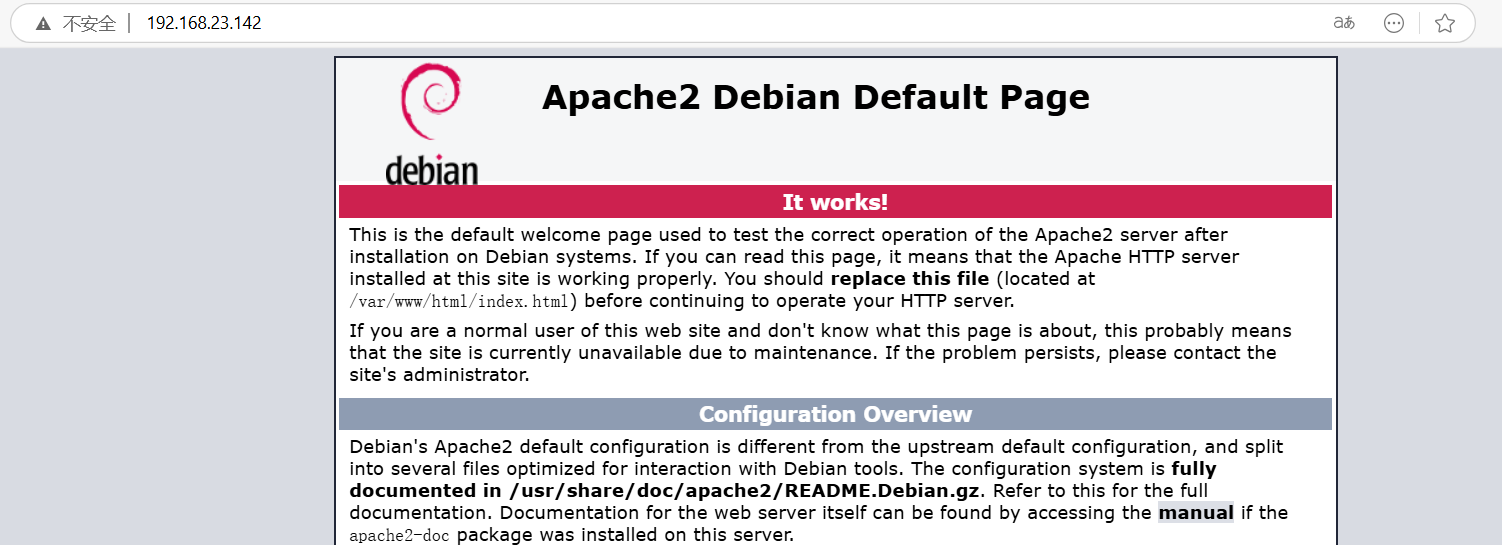 不安全 192.168.23.142 aあ
debian
Apache2 Debian Default Page
It works!
This is the default welcome page used to test the correct operation of the Apache2 server after
installation on Debian systems. If you can read this page, it means that the Apache HTTP server
installed at this site is working properly. You should replace this file (located at
/var/www/html/index.html) before continuing to operate your HTTP server.
If you are a normal user of this web site and don't know what this page is about, this probably means
that the site is currently unavailable due to maintenance. If the problem persists, please contact the
site's administrator.
Configuration Overview
Debian's Apache2 default configuration is different from the upstream default configuration, and split
into several files optimized for interaction with Debian tools. The configuration system is fully
documented in /usr/share/doc/apache2/README.Debian.gz. Refer to this for the full
documentation. Documentation for the web server itself can be found by accessing the manual if the
apache2-doc package was installed on this server.